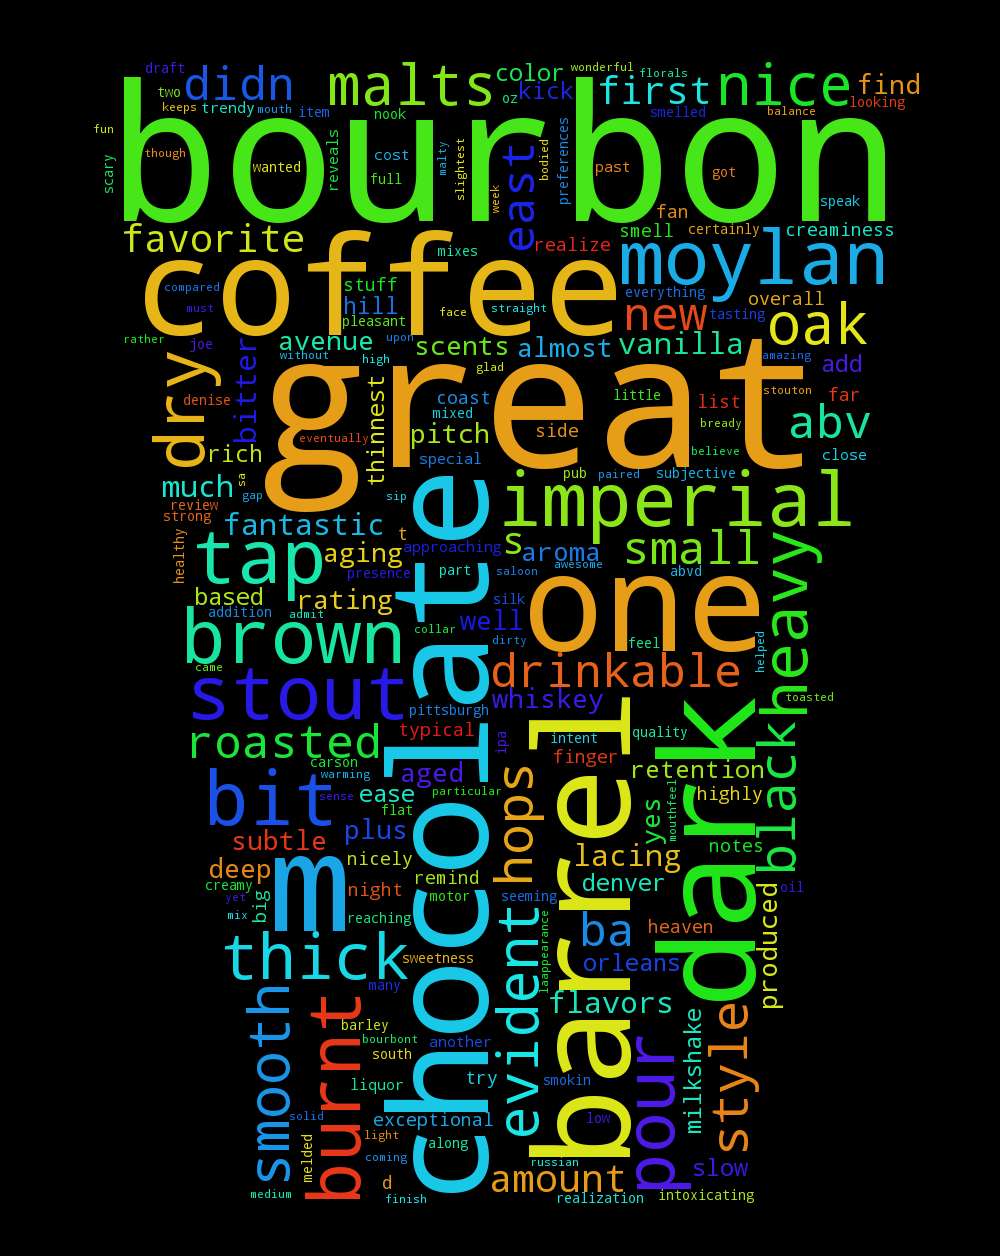 draft
didn
malts
color
wonderful
florals
nice
find
two
keeps
trendy
mouth
item
nook
oz
kick
first
smelled
balance
looking
fun
bourbon
scary
though
wanted
reveals
cost
full
malty
slightest
week
east
bodied
preferences
past
got
speak
fan
favorite
mixes
realize
smell
certainly
creaminess
coffee
moylan
compared
must
stuff
hill
pleasant
face
straight
everything
new
tasting
overall
oak
rather
joe
bitter
avenue
without
upon
high
scents
almost
vanilla
amazing
add
dry
denise
great
glad
thinnest
coast
mixed
little
list
stouton
far
eventually
pitch
side
bready
abv
rich
special
believe
close
much
sa
gap
sip
pub
paired
subjective
imperial
review
strong
fantastic
t
s
small
heavy
healthy
tap
aging
approaching
aroma
presence
part
saloon
awesome
abvd
based
rating
silk
one
addition
admit
collar
well
dirty
feel
helped
brown
came
drinkable
stout
chocolate
whiskey
toasted
pittsburgh
barrel
dark
black
roasted
typical
ipa
intent
quality
carson
warming
aged
finger
retention
bit
sense
ease
particular
hops
highly
flat
yes
mouthfeel
subtle
plus
notes
m
nicely
lacing
deep
creamy
night
remind
denver
oil
yet
motor
seeming
mix
big
reaching
ba
heaven
produced
thick
sweetness
evident
laappearance
orleans
many
smooth
burnt
flavors
barley
bourbont
another
south
milkshake
style
liquor
try
smokin
pour
solid
exceptional
low
melded
light
along
coming
russian
slow
medium
d
finish
amount
realization
intoxicating